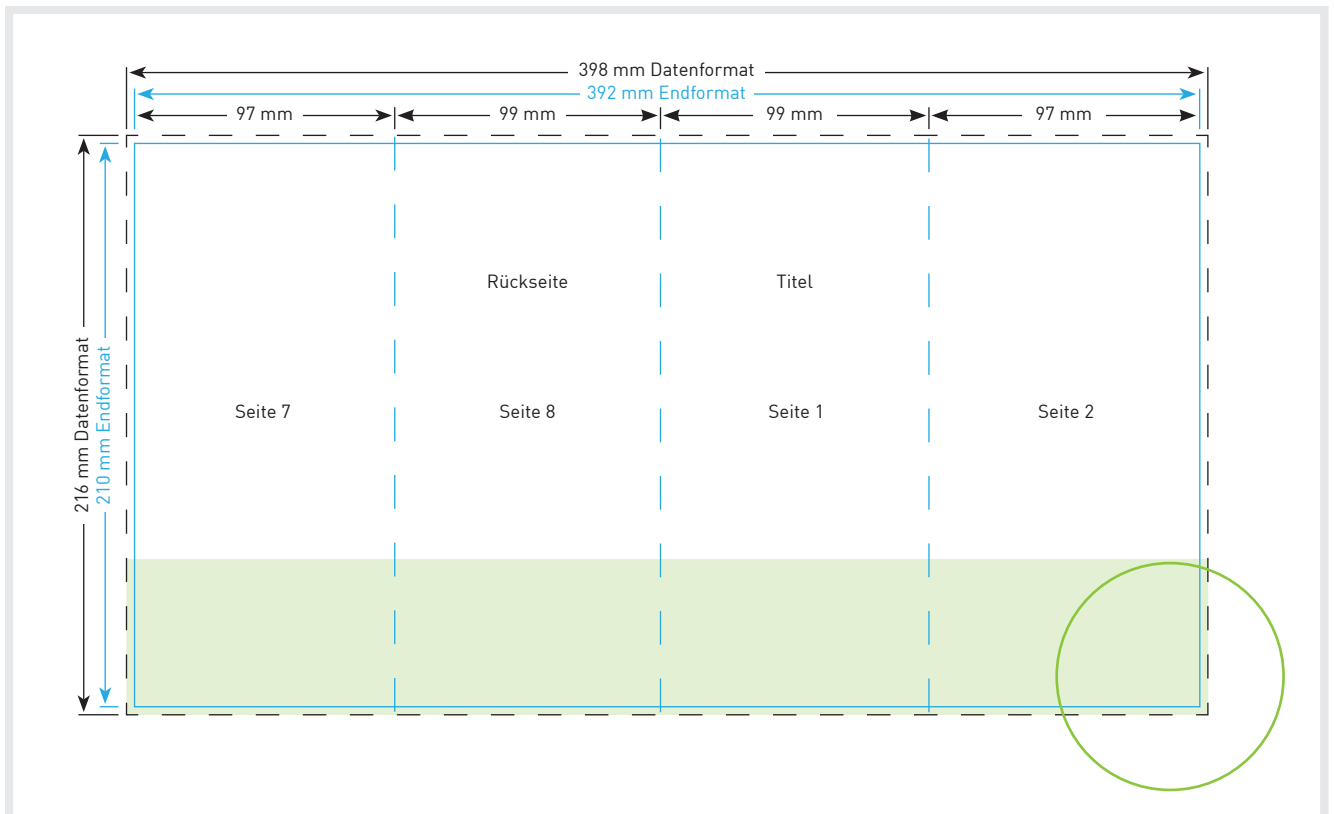 398 mm Datenformat
392 mm Endformat
97 mm
99 mm
99 mm
97 mm
216 mm Datenformat
210 mm Endformat
Rückseite
Titel
Seite 7
Seite 8
Seite 1
Seite 2